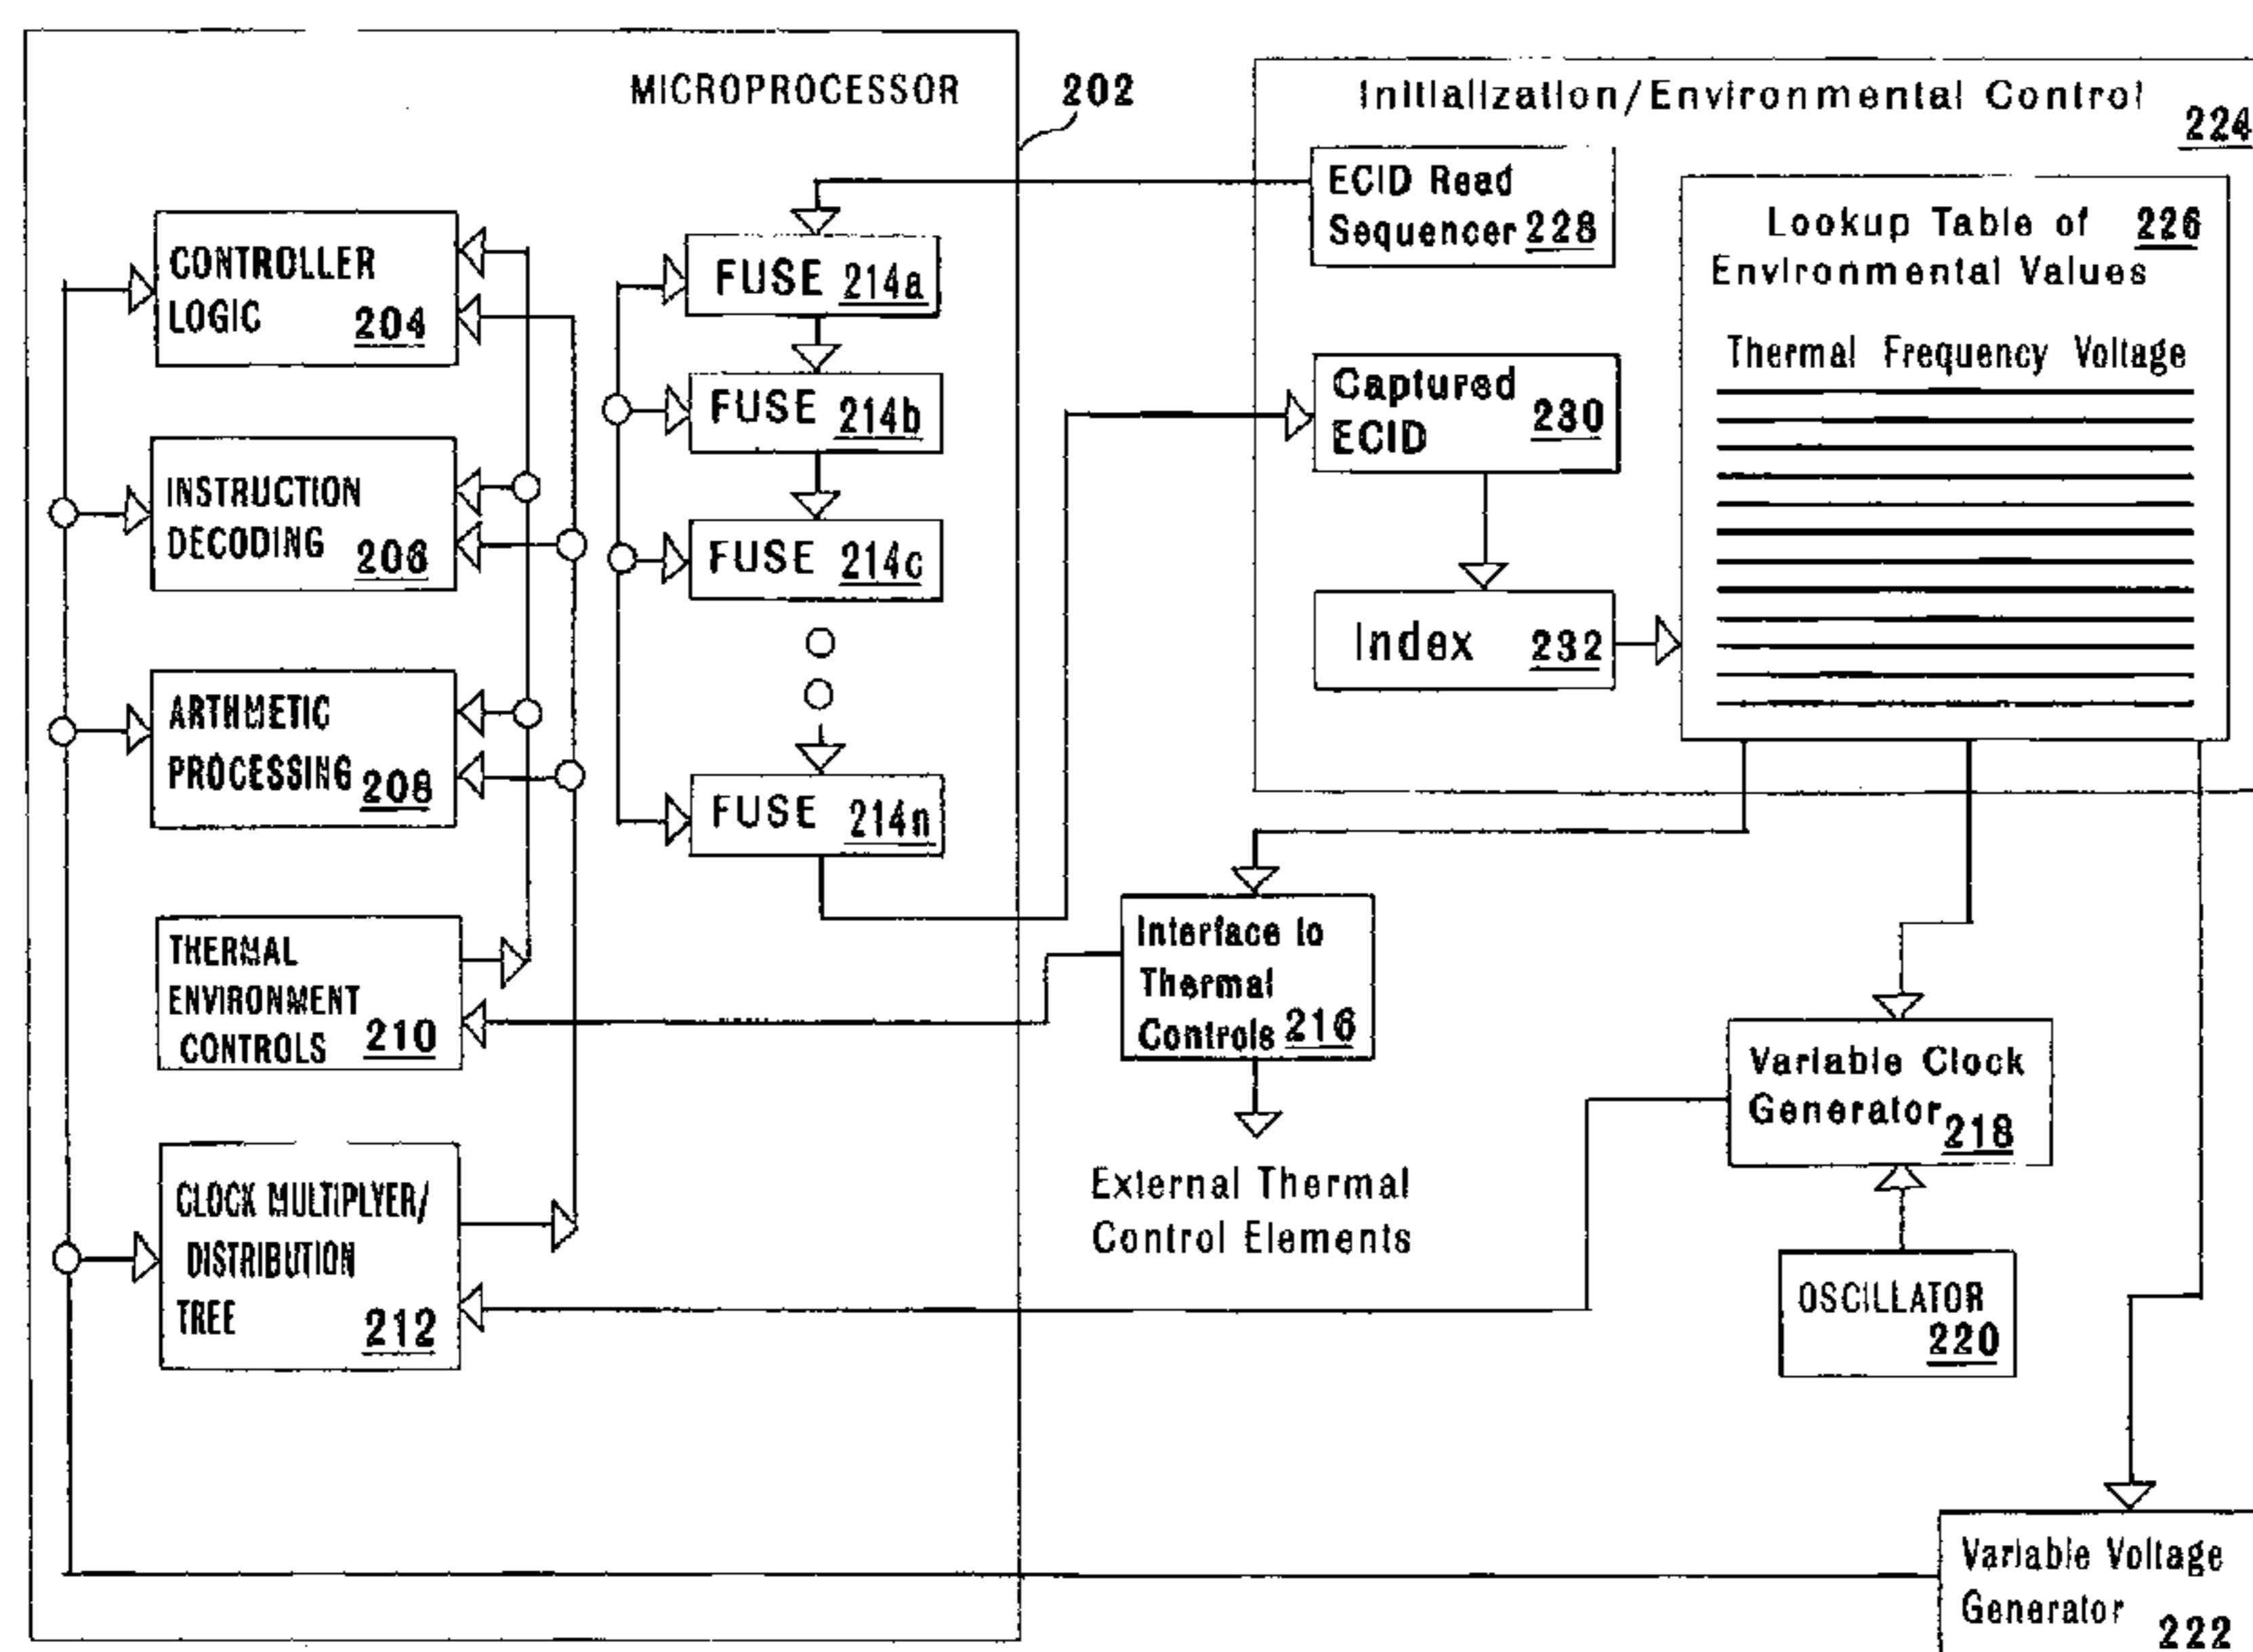 MICROPROCESSOR
202
CONTROLLER
LOGIC 204
INSTRUCTION
DECODING 206
ARTHMETIC
PROCESSING 208
THERMAL
ENVIRONMENT
CONTROLS 210
CLOCK MULTIPLYER/
DISTRIBUTION
TREE 212
FUSE 214a
FUSE 214b
FUSE 214c
FUSE 214n
Initialization/Environmental Control
224
ECID Read
Sequencer 228
Captured
ECID 230
Index 232
Lookup Table of 226
Environmental Values
Thermal Frequency Voltage
Interface to
Thermal
Controls 216
External Thermal
Control Elements
Variable Clock
Generator 218
OSCILLATOR
220
Variable Voltage
Generator 222